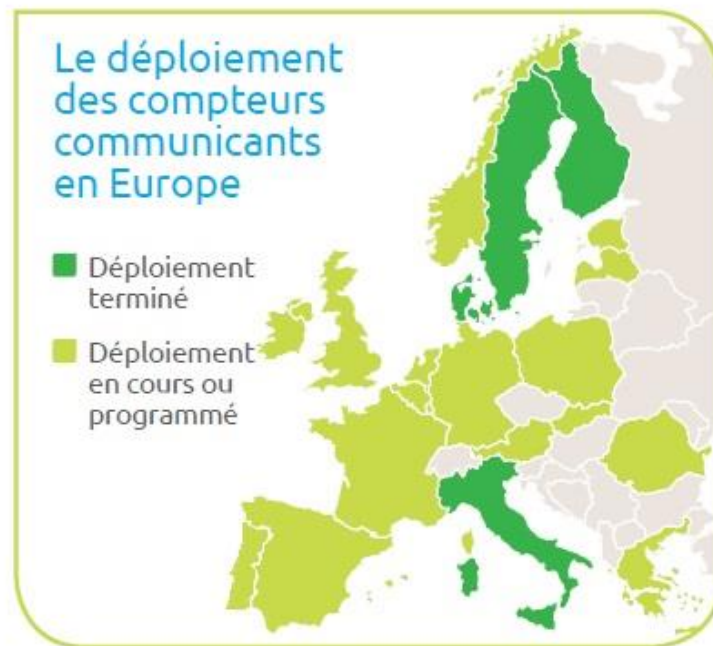 Le déploiement
des compteurs
communicants
en Europe
Déploiement
terminé
Déploiement
en cours ou
programmé